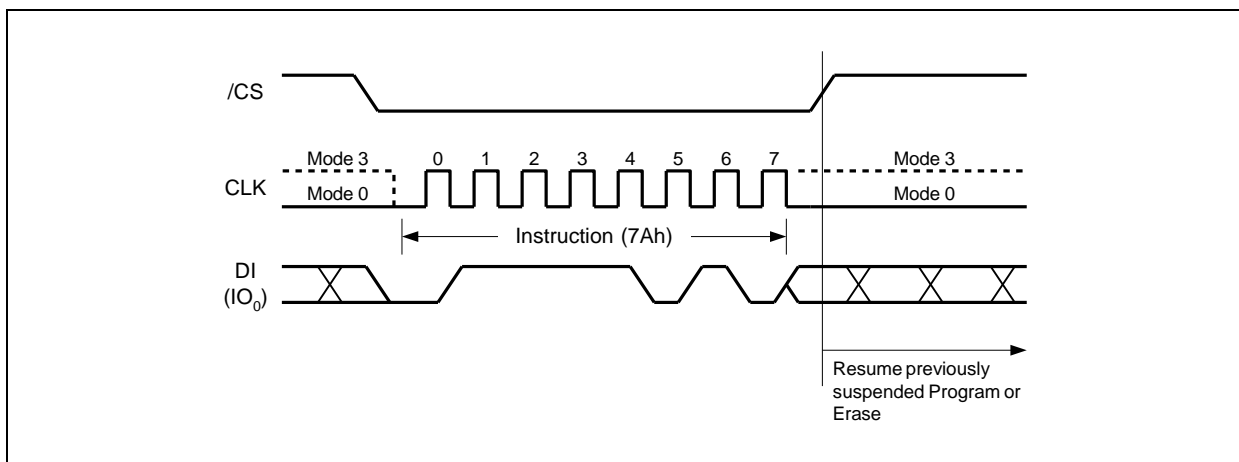 /CS
Mode 3
0 1 2 3 4 5 6 7
Mode 3
CLK
Mode 0
Mode 0
Instruction (7Ah)
DI
(IO0)
Resume previously
suspended Program or
Erase